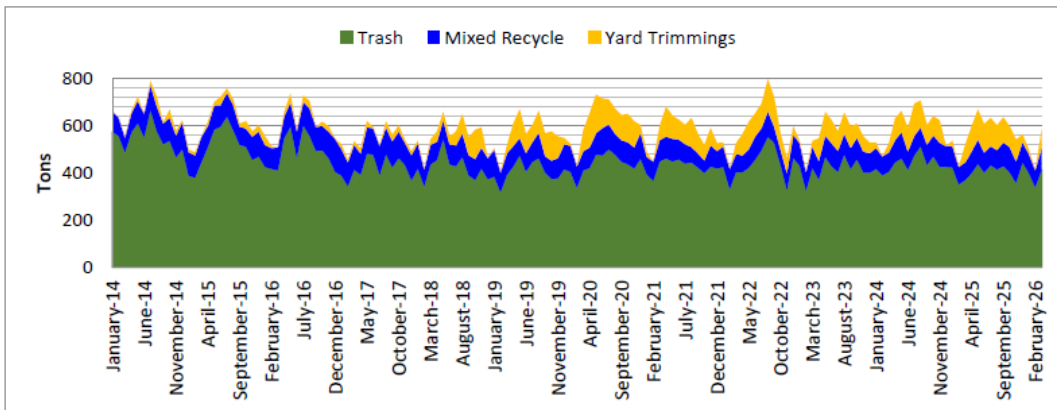 Trash Mixed Recycle Yard Trimmings
800
600
400
200
0
Tons
January-14
June-14
November-14
April-15
September-15
February-16
July-16
December-16
May-17
October-17
March-18
August-18
January-19
June-19
November-19
April-20
September-20
February-21
July-21
December-21
May-22
October-22
March-23
August-23
January-24
June-24
November-24
April-25
September-25
February-26